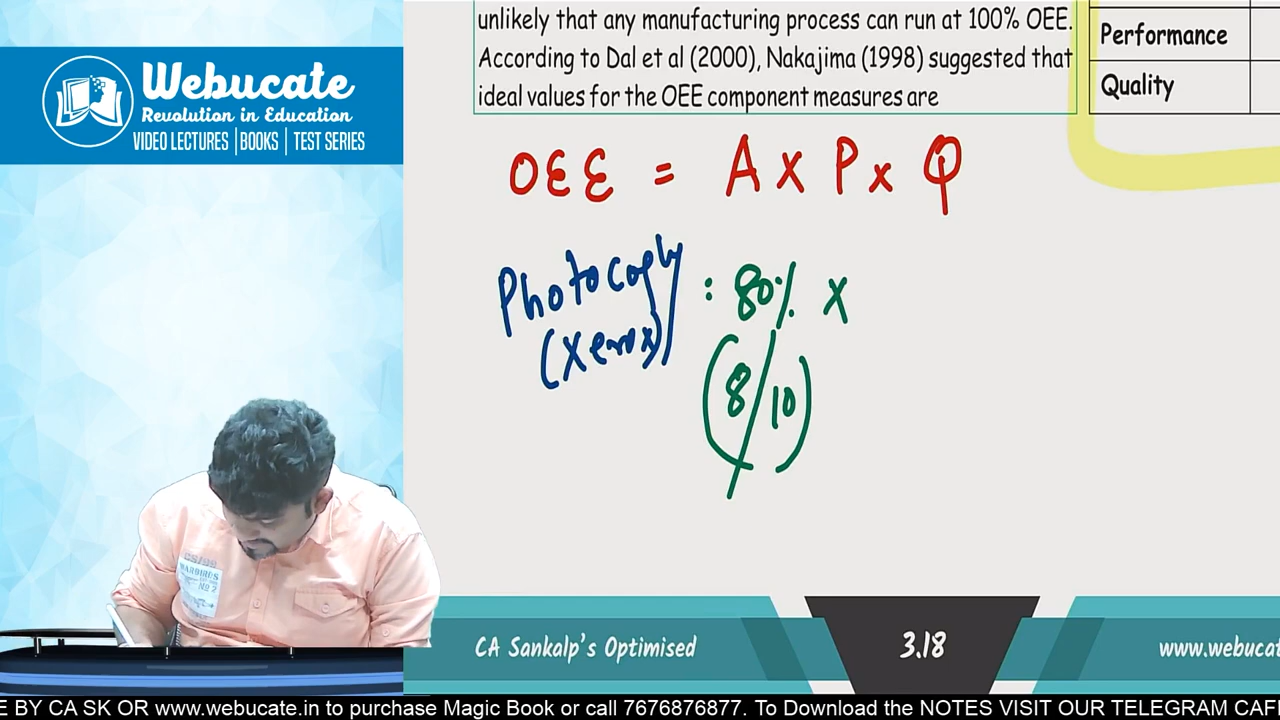 Webucate
Revolution in Education
VIDEO LECTURES | BOOKS | TEST SERIES
unlikely that any manufacturing process can run at 100% OEE.
According to Dal et al (2000), Nakajima (1998) suggested that
ideal values for the OEE component measures are
Performance
Quality
OEE = A X P X Q
Photocopy : 80% X
(Xerox)
(8/10)
CA Sankalp's Optimised
3.18
www.webucat
E BY CA SK OR www.webucate.in to purchase Magic Book or call 7676876877. To Download the NOTES VISIT OUR TELEGRAM CAF